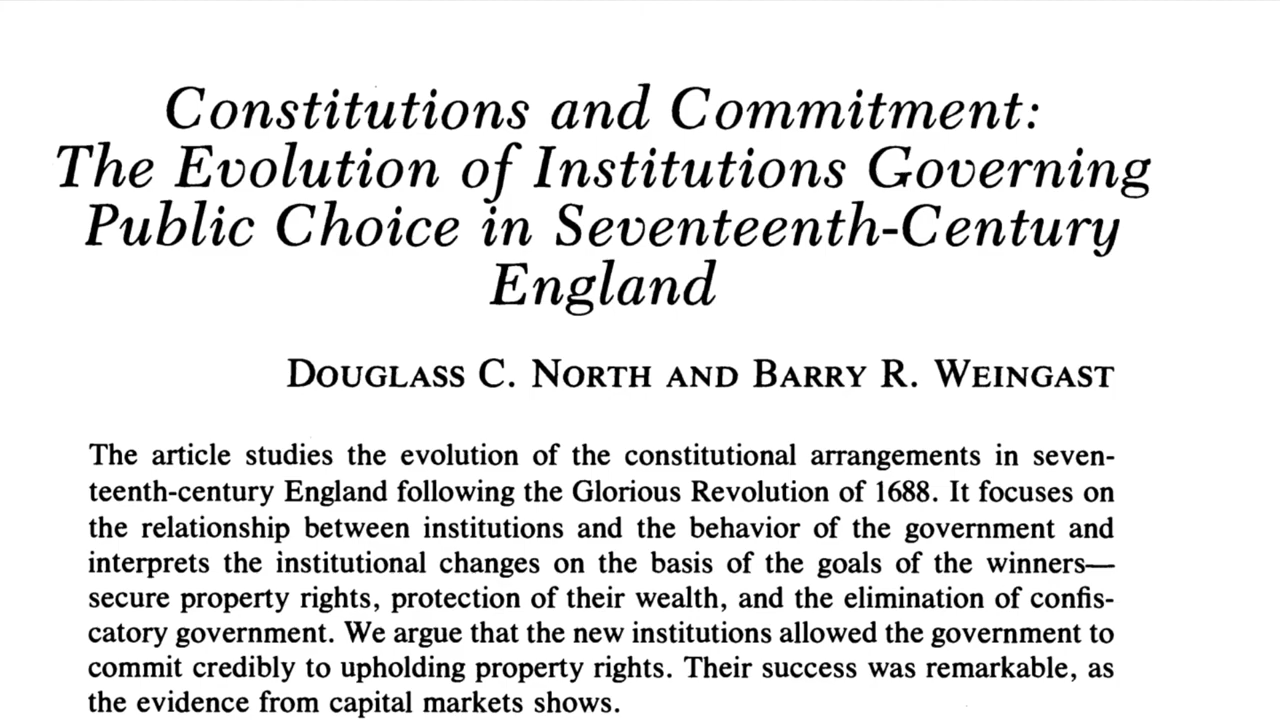 Constitutions and Commitment:
The Evolution of Institutions Governing
Public Choice in Seventeenth-Century
England
DOUGLASS C. NORTH AND BARRY R. WEINGAST
The article studies the evolution of the constitutional arrangements in seven-
teenth-century England following the Glorious Revolution of 1688. It focuses on
the relationship between institutions and the behavior of the government and
interprets the institutional changes on the basis of the goals of the winners—
secure property rights, protection of their wealth, and the elimination of confis-
catory government. We argue that the new institutions allowed the government to
commit credibly to upholding property rights. Their success was remarkable, as
the evidence from capital markets shows.